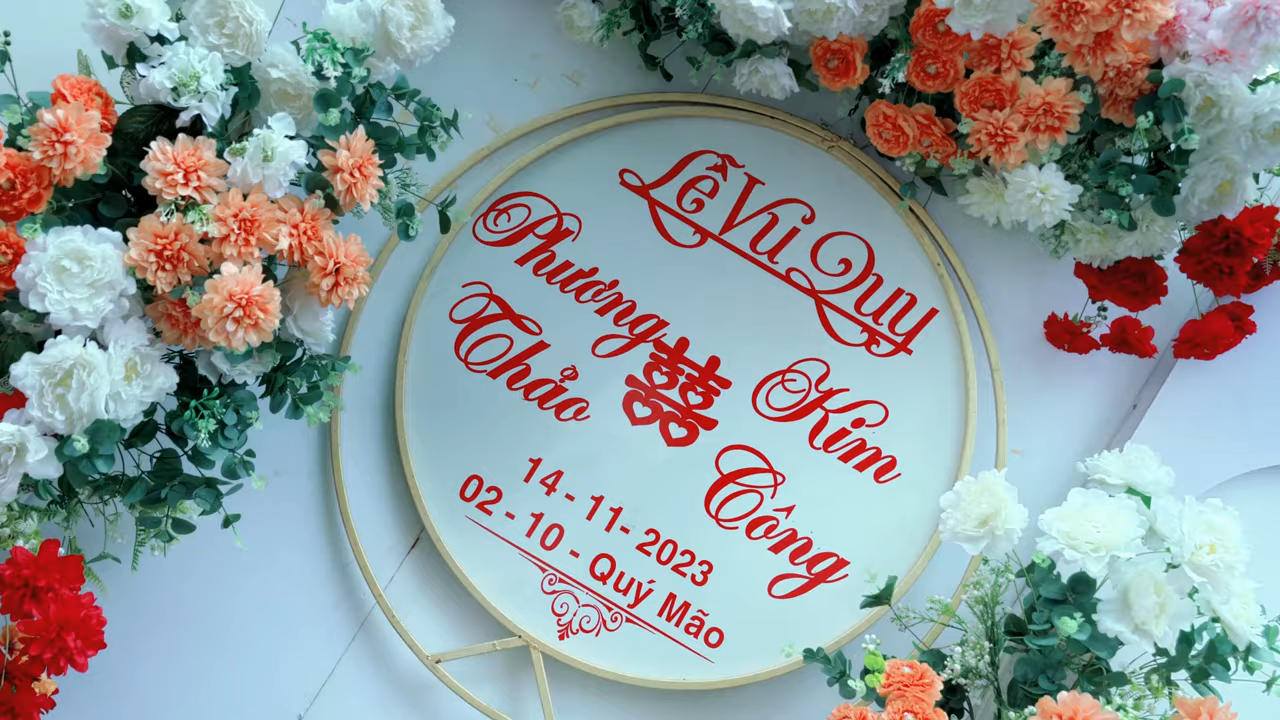 Lễ Vu Quy
Phương
Thảo
囍
Kim
Công
14 - 11 - 2023
02 - 10 - Quý Mão